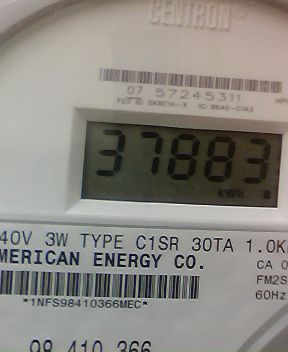 CENTRON®
07 57245311
37883
kWh
40V 3W TYPE C1SR 30TA 1.0K
MERICAN ENERGY CO.
CA 0
FM2S
*1NFS98410366MEC*
60Hz
98 410 366